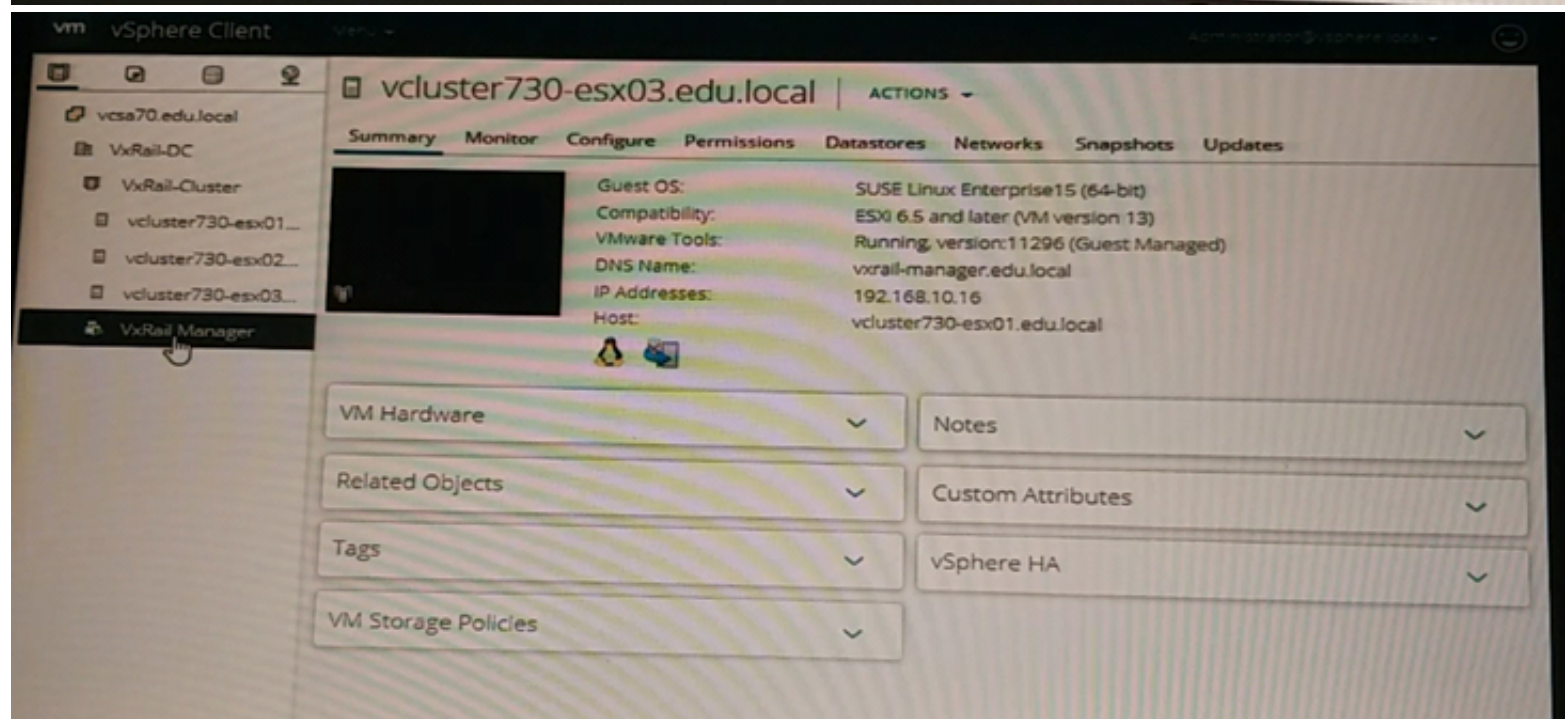 vm vSphere Client Menu Administrator@vsphere.local
vcluster730-esx03.edu.local ACTIONS
Summary Monitor Configure Permissions Datastores Networks Snapshots Updates
vcsa70.edu.local
VxRail-DC
VxRail-Cluster
vcluster730-esx01...
vcluster730-esx02...
vcluster730-esx03...
VxRail Manager
Guest OS: SUSE Linux Enterprise15 (64-bit)
Compatibility: ESXi 6.5 and later (VM version 13)
VMware Tools: Running, version:11296 (Guest Managed)
DNS Name: vxrail-manager.edu.local
IP Addresses: 192.168.10.16
Host: vcluster730-esx01.edu.local
VM Hardware
Notes
Related Objects
Custom Attributes
Tags
vSphere HA
VM Storage Policies